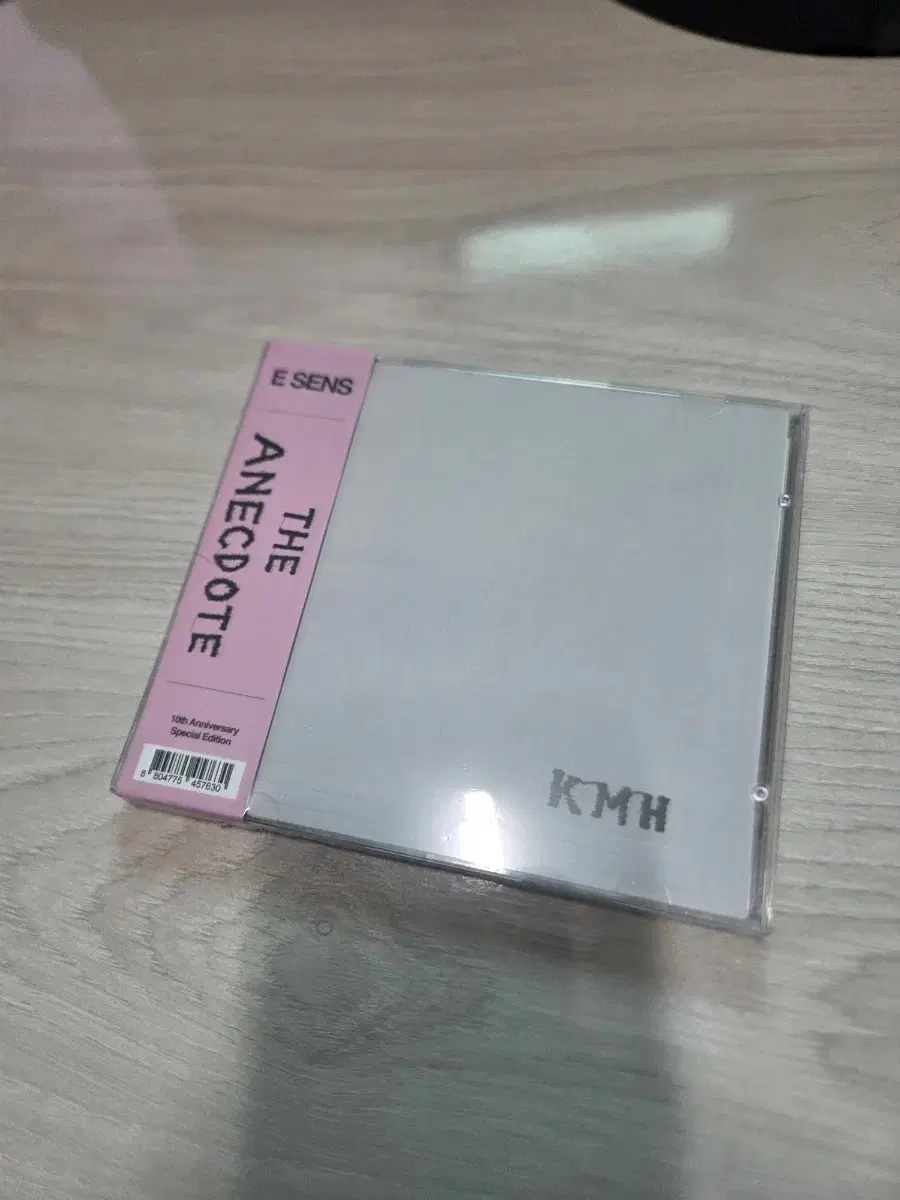 E SENS
THE
ANECDOTE
10th Anniversary
Special Edition
8 804775 457630
KMH